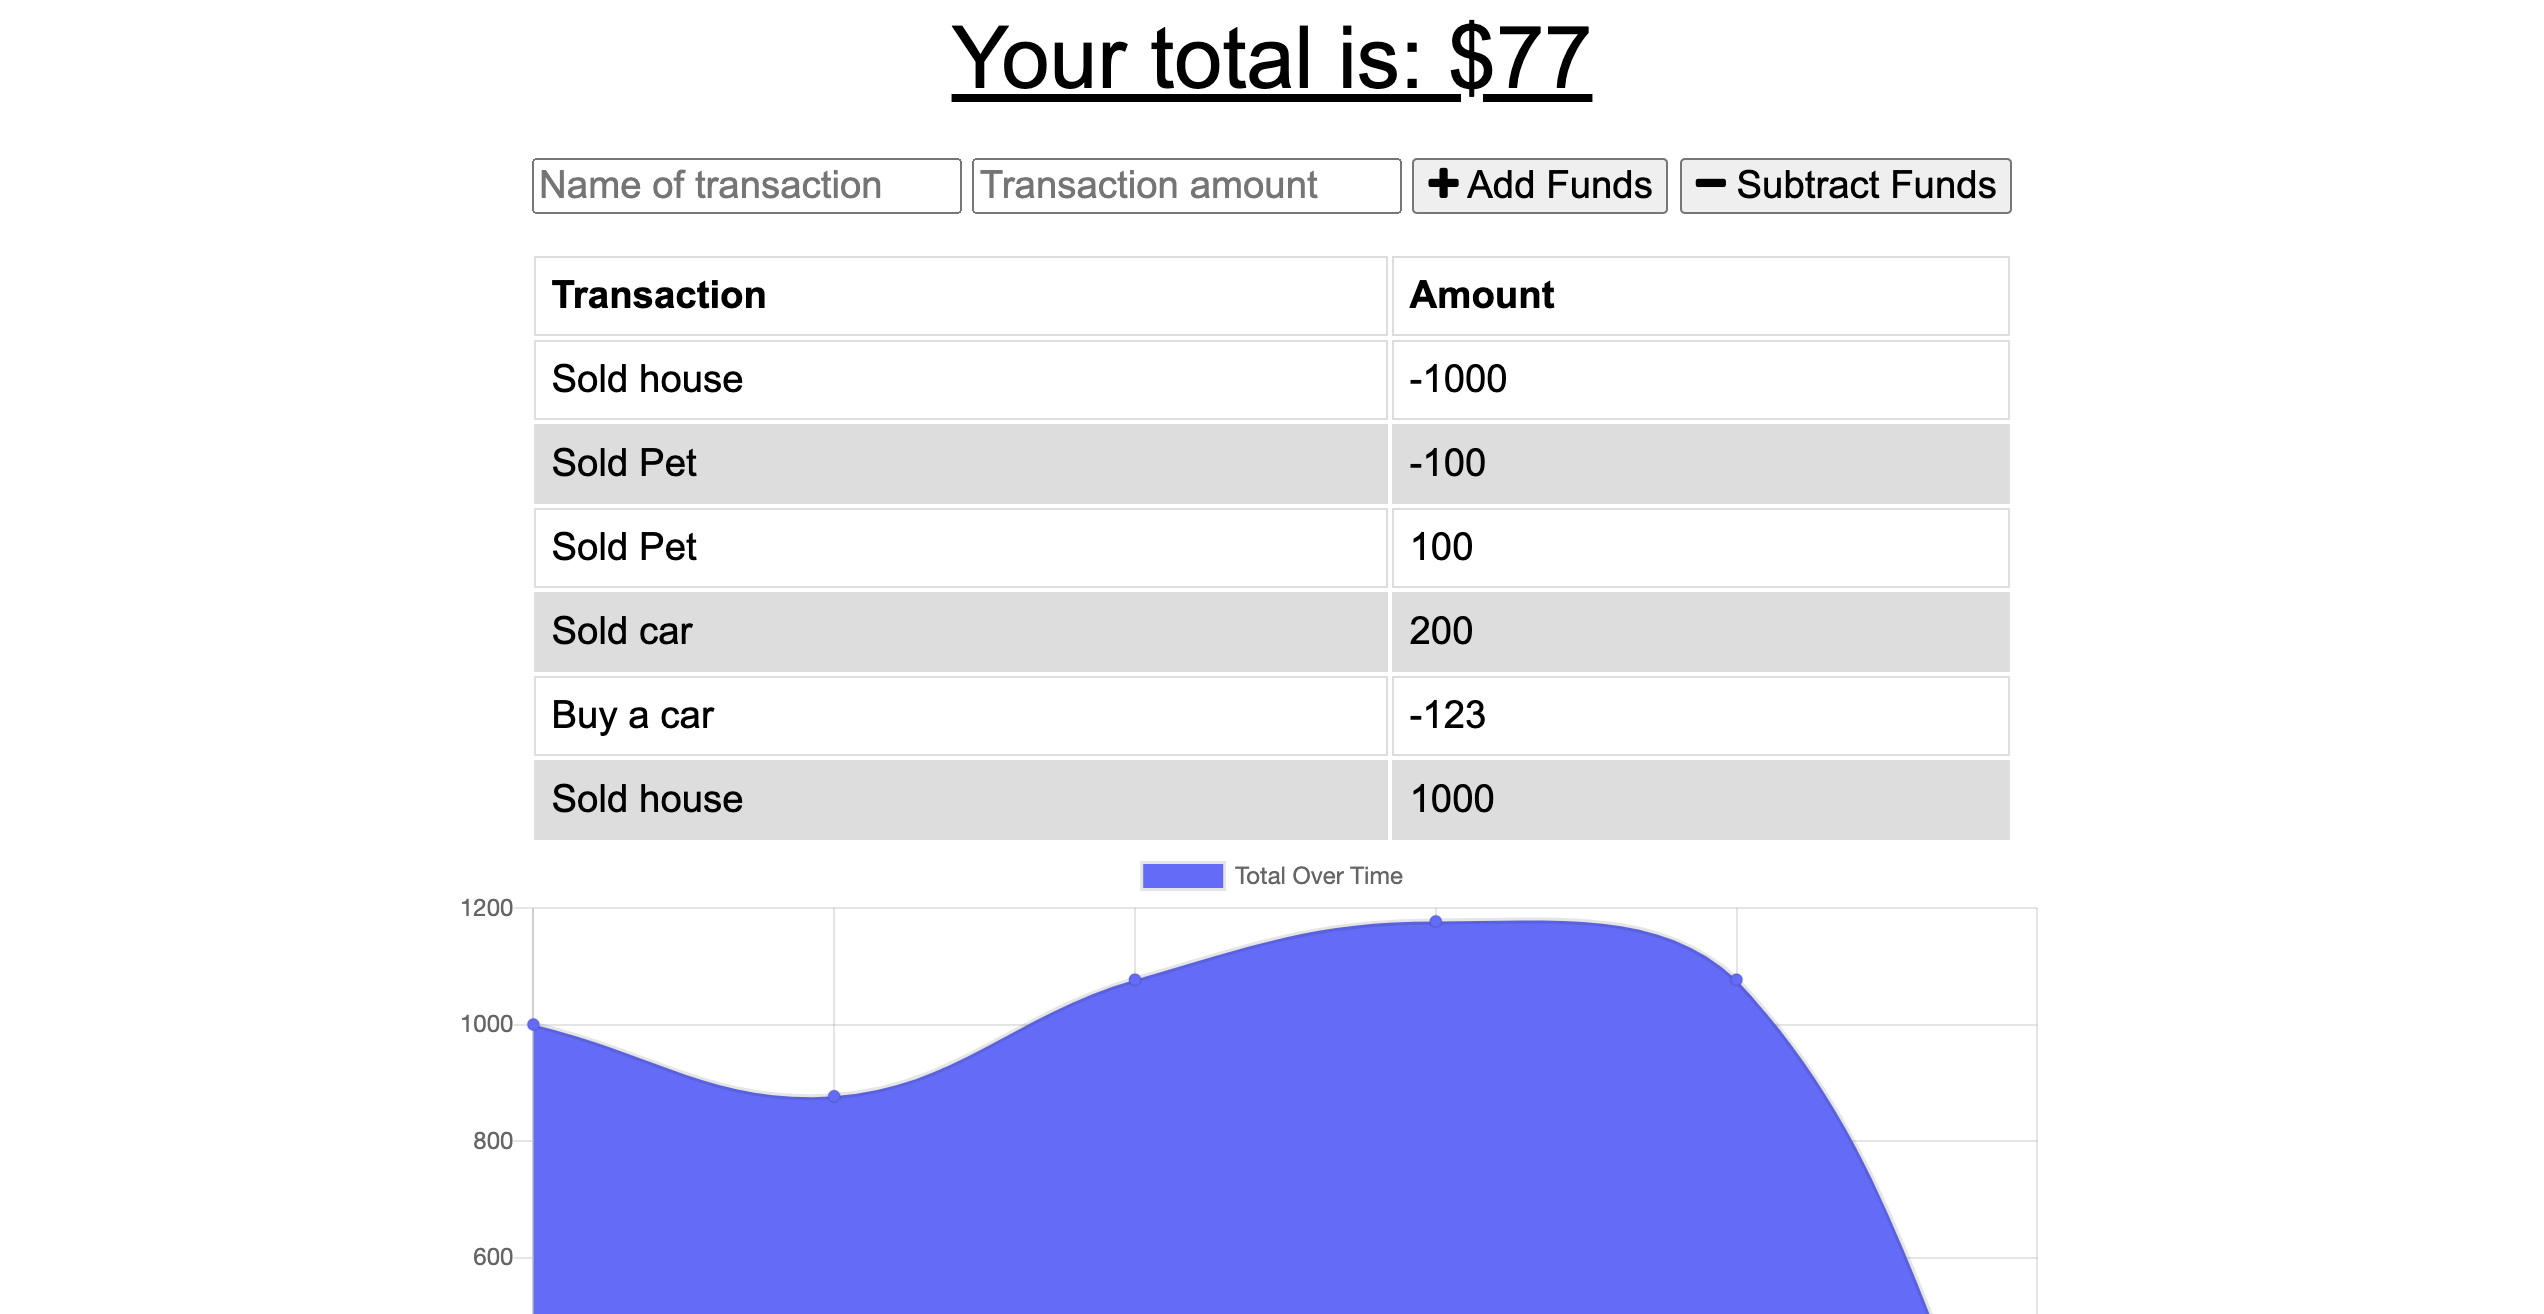 Your total is: $77
Name of transaction Transaction amount Add Funds Subtract Funds
Transaction Amount
Sold house -1000
Sold Pet -100
Sold Pet 100
Sold car 200
Buy a car -123
Sold house 1000
Total Over Time
1200
1000
800
600